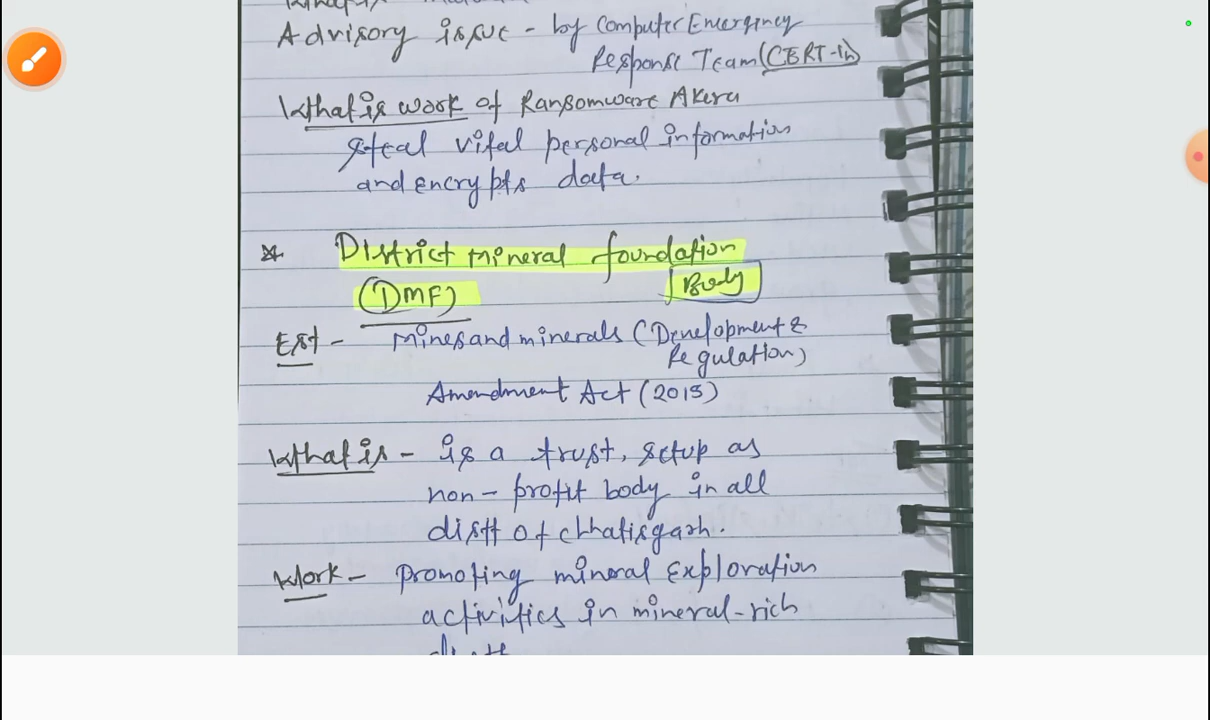 Advisory issue - by Computer Emergency
Response Team (CERT-In)
What is work of Ransomware Akera
Steal vital personal information
and encrypts data.
District mineral foundation
(DMF) Body
Est - Mines and minerals (Development &
Regulation)
Amendment Act (2015)
What is - is a trust, setup as
non - profit body in all
distt of chhatisgarh.
Work - Promoting mineral Exploration
activities in mineral-rich